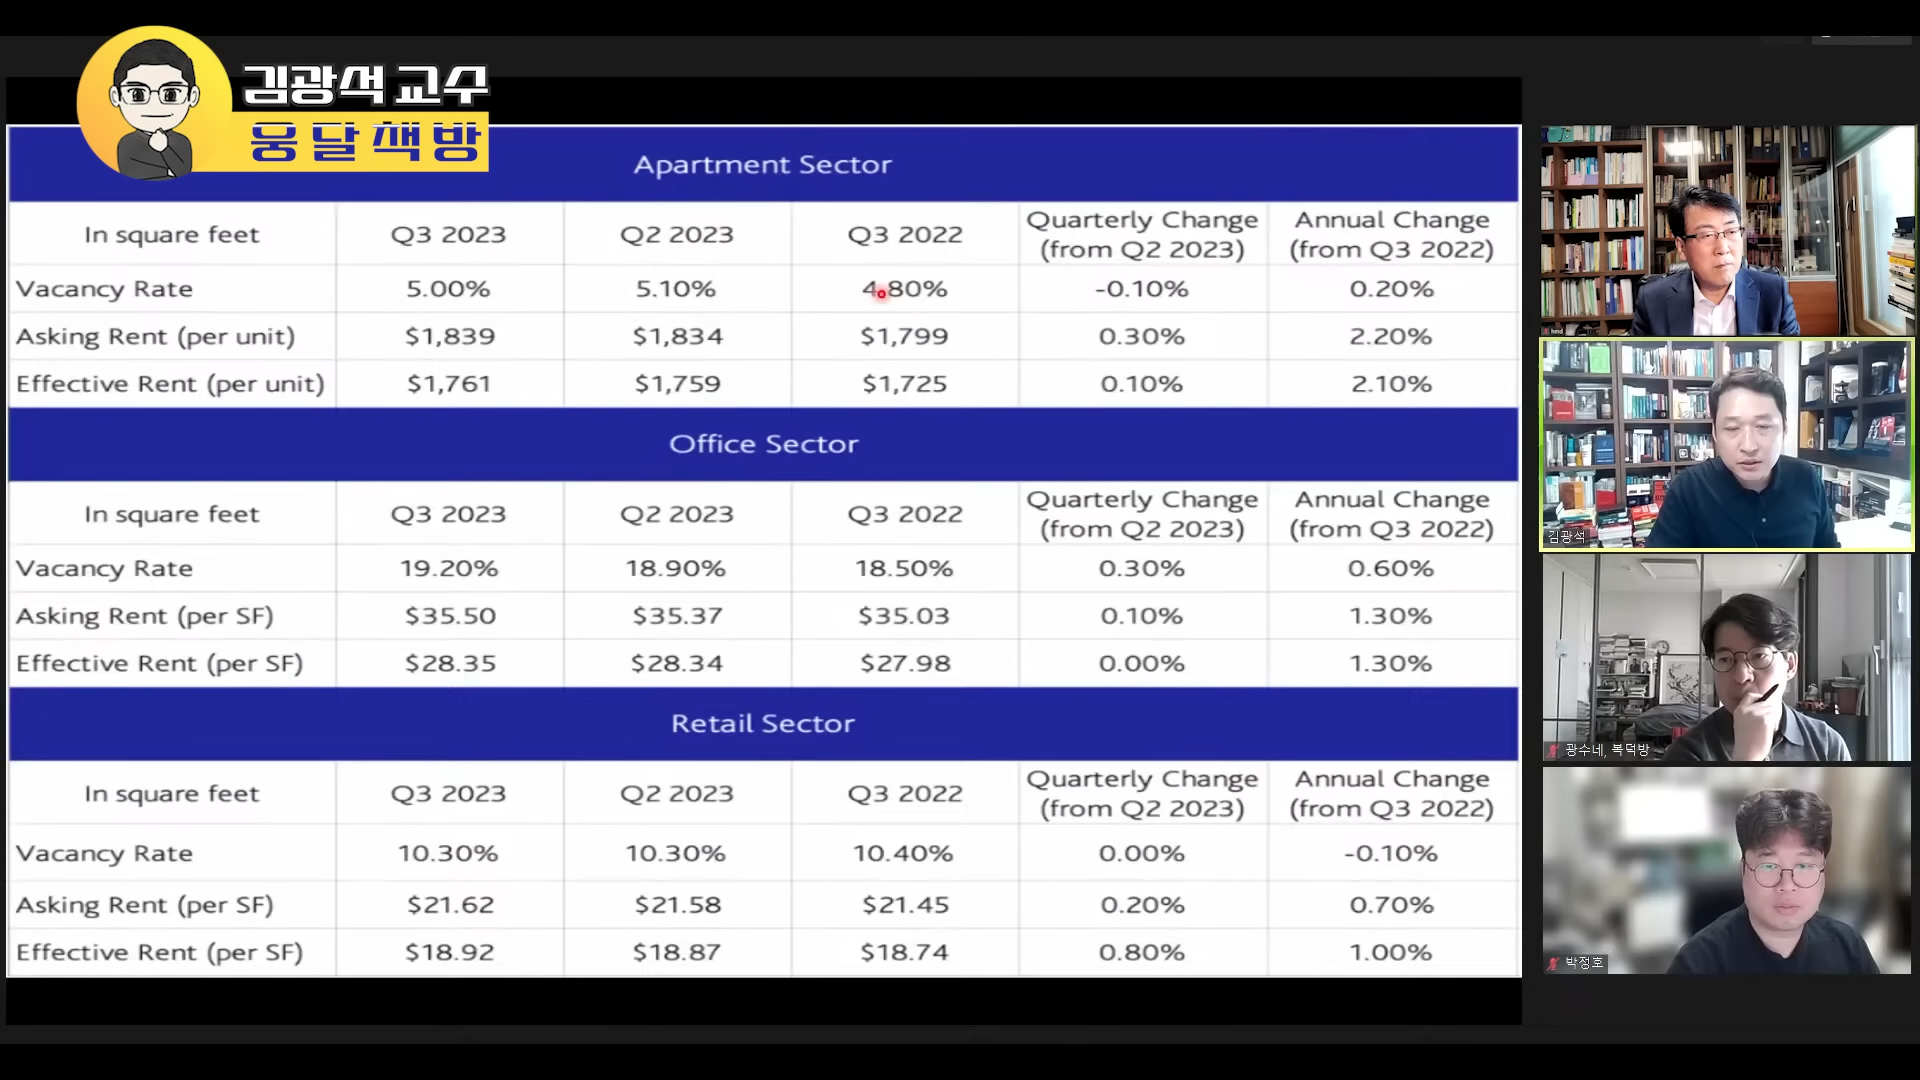 김광석 교수
웅달책방
Apartment Sector
In square feet Q3 2023 Q2 2023 Q3 2022 Quarterly Change (from Q2 2023) Annual Change (from Q3 2022)
Vacancy Rate 5.00% 5.10% 4.80% -0.10% 0.20%
Asking Rent (per unit) $1,839 $1,834 $1,799 0.30% 2.20%
Effective Rent (per unit) $1,761 $1,759 $1,725 0.10% 2.10%
Office Sector
In square feet Q3 2023 Q2 2023 Q3 2022 Quarterly Change (from Q2 2023) Annual Change (from Q3 2022)
Vacancy Rate 19.20% 18.90% 18.50% 0.30% 0.60%
Asking Rent (per SF) $35.50 $35.37 $35.03 0.10% 1.30%
Effective Rent (per SF) $28.35 $28.34 $27.98 0.00% 1.30%
Retail Sector
In square feet Q3 2023 Q2 2023 Q3 2022 Quarterly Change (from Q2 2023) Annual Change (from Q3 2022)
Vacancy Rate 10.30% 10.30% 10.40% 0.00% -0.10%
Asking Rent (per SF) $21.62 $21.58 $21.45 0.20% 0.70%
Effective Rent (per SF) $18.92 $18.87 $18.74 0.80% 1.00%
hmd
김광석
광수네, 복덕방
박정호